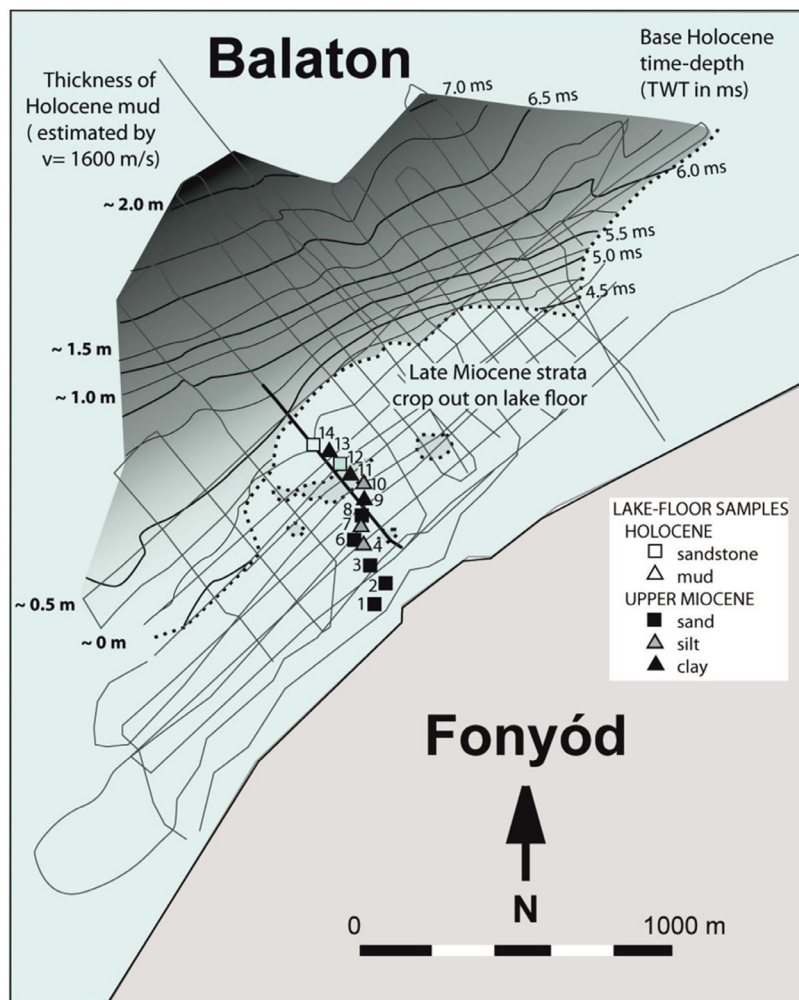 Balaton
Base Holocene
time-depth
(TWT in ms)
Thickness of
Holocene mud
( estimated by
v= 1600 m/s)
7.0 ms
6.5 ms
6.0 ms
5.5 ms
5.0 ms
4.5 ms
~ 2.0 m
~ 1.5 m
~ 1.0 m
~ 0.5 m
~ 0 m
Late Miocene strata
crop out on lake floor
14
13
12
11
10
9
8
7
6
4
3
2
1
LAKE-FLOOR SAMPLES
HOLOCENE
sandstone
mud
UPPER MIOCENE
sand
silt
clay
Fonyód
N
0 1000 m